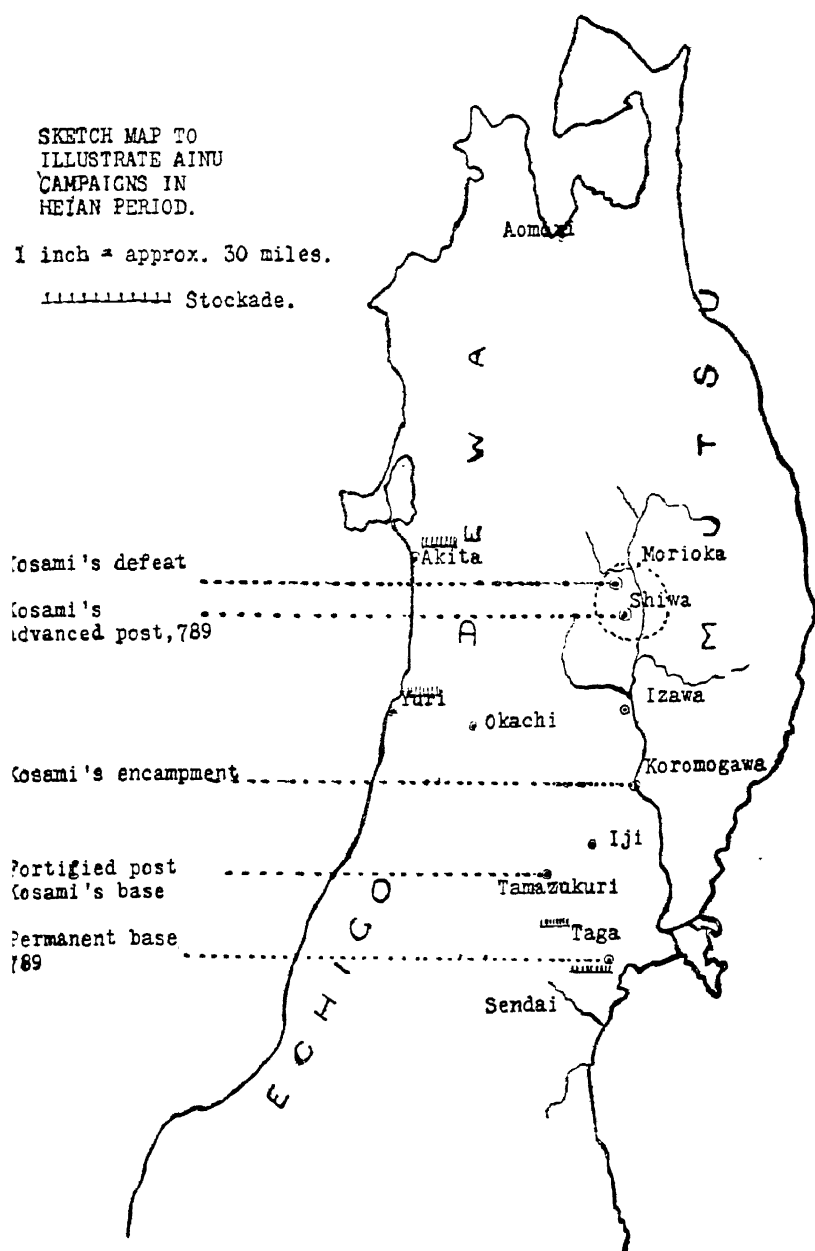 SKETCH MAP TO
ILLUSTRATE AINU
CAMPAIGNS IN
HEIAN PERIOD.
1 inch = approx. 30 miles.
Stockade.
Aomori
DEWA
MUTSU
Akita
Morioka
Kosami's defeat
Shiwa
Kosami's
advanced post, 789
Yuri
Izawa
Okachi
Kosami's encampment
Koromogawa
Iji
Fortified post
Kosami's base
Tamazukuri
Taga
Permanent base
789
Sendai
ECHIGO